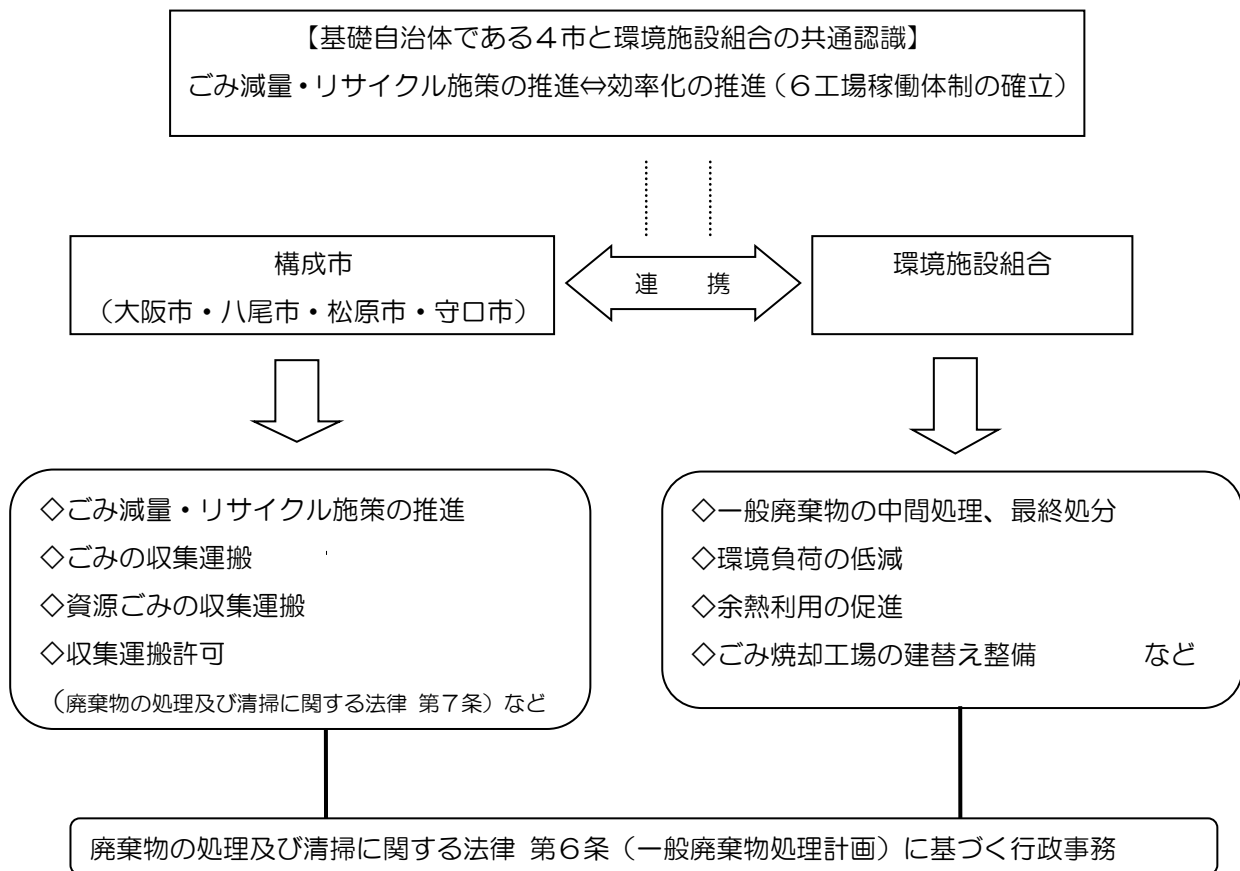 【基礎自治体である４市と環境施設組合の共通認識】
ごみ減量・リサイクル施策の推進⇔効率化の推進（６工場稼働体制の確立）
構成市
（大阪市・八尾市・松原市・守口市）
連　携
環境施設組合
◇ごみ減量・リサイクル施策の推進
◇ごみの収集運搬
◇資源ごみの収集運搬
◇収集運搬許可
（廃棄物の処理及び清掃に関する法律 第７条）など
◇一般廃棄物の中間処理、最終処分
◇環境負荷の低減
◇余熱利用の促進
◇ごみ焼却工場の建替え整備　　　　など
廃棄物の処理及び清掃に関する法律 第６条（一般廃棄物処理計画）に基づく行政事務